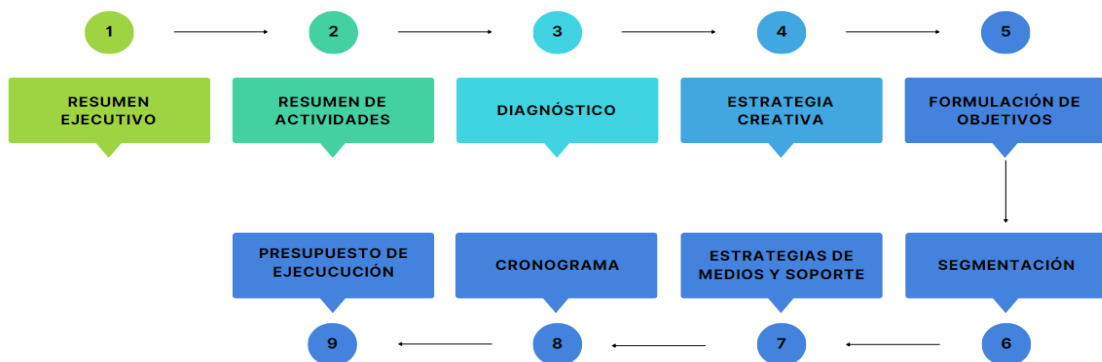 1
2
3
4
5
RESUMEN
EJECUTIVO
RESUMEN DE
ACTIVIDADES
DIAGNÓSTICO
ESTRATEGIA
CREATIVA
FORMULACIÓN DE
OBJETIVOS
PRESUPUESTO DE
EJECUCUCIÓN
CRONOGRAMA
ESTRATEGIAS DE
MEDIOS Y SOPORTE
SEGMENTACIÓN
9
8
7
6